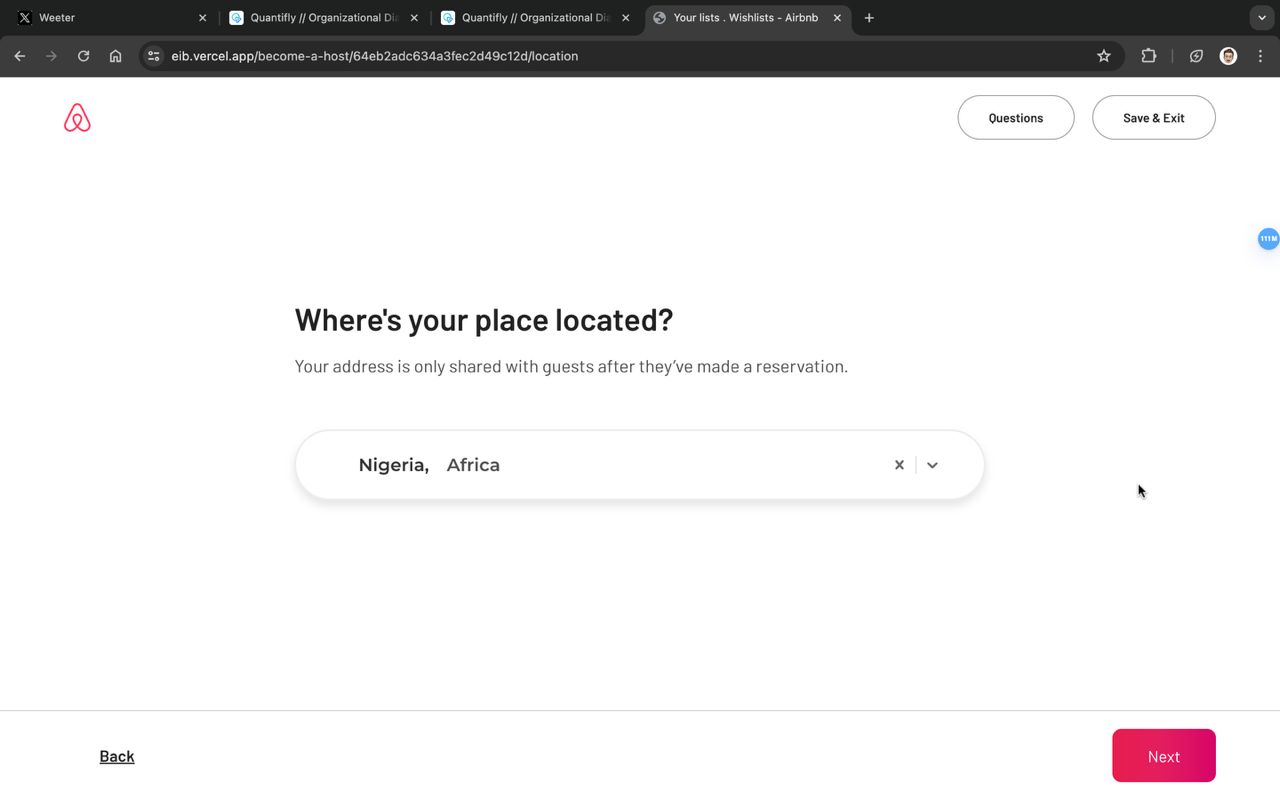 Weeter
Quantifly // Organizational Di
Quantifly // Organizational Di
Your lists . Wishlists - Airbnb
eib.vercel.app/become-a-host/64eb2adc634a3fec2d49c12d/location
Questions
Save & Exit
111M
Where's your place located?
Your address is only shared with guests after they’ve made a reservation.
Nigeria, Africa
Back
Next